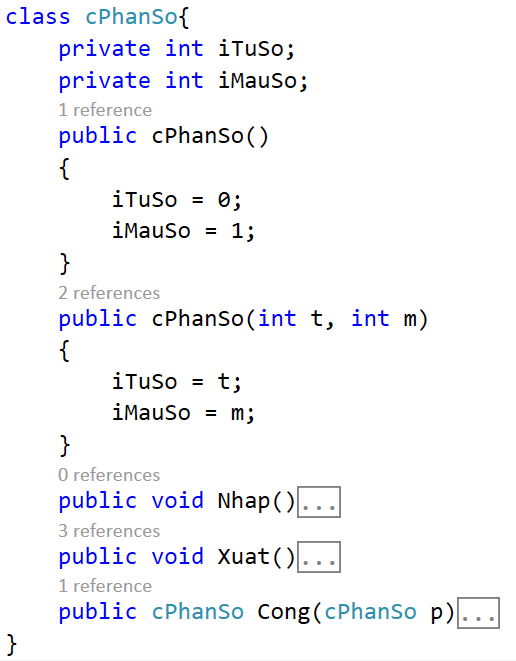 class cPhanSo{
    private int iTuSo;
    private int iMauSo;
    1 reference
    public cPhanSo()
    {
        iTuSo = 0;
        iMauSo = 1;
    }
    2 references
    public cPhanSo(int t, int m)
    {
        iTuSo = t;
        iMauSo = m;
    }
    0 references
    public void Nhap()...
    3 references
    public void Xuat()...
    1 reference
    public cPhanSo Cong(cPhanSo p)...
}